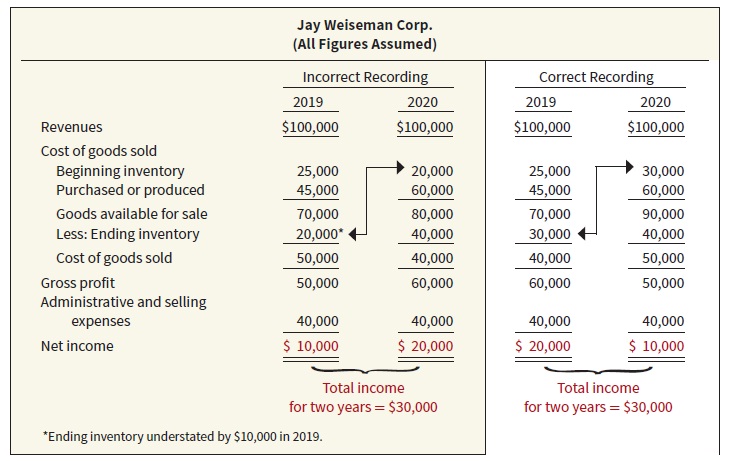 Jay Weiseman Corp.
(All Figures Assumed)
Incorrect Recording Correct Recording
2019 2020 2019 2020
Revenues $100,000 $100,000 $100,000 $100,000
Cost of goods sold
Beginning inventory 25,000 20,000 25,000 30,000
Purchased or produced 45,000 60,000 45,000 60,000
Goods available for sale 70,000 80,000 70,000 90,000
Less: Ending inventory 20,000* 40,000 30,000 40,000
Cost of goods sold 50,000 40,000 40,000 50,000
Gross profit 50,000 60,000 60,000 50,000
Administrative and selling
expenses 40,000 40,000 40,000 40,000
Net income $ 10,000 $ 20,000 $ 20,000 $ 10,000
Total income Total income
for two years = $30,000 for two years = $30,000
*Ending inventory understated by $10,000 in 2019.